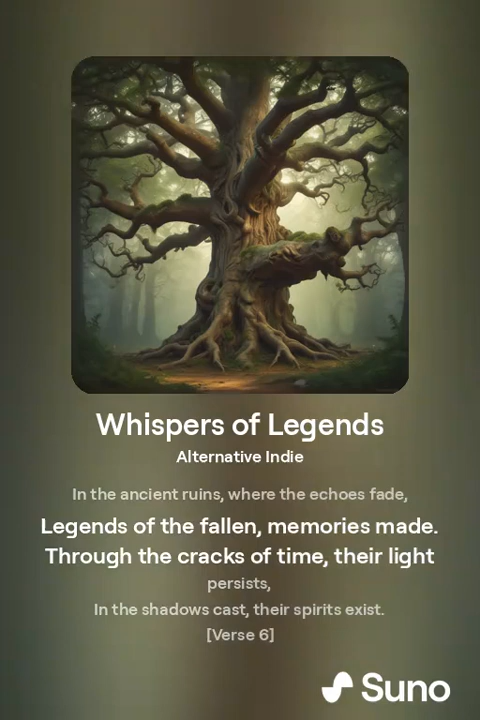 Whispers of Legends
Alternative Indie
In the ancient ruins, where the echoes fade,
Legends of the fallen, memories made.
Through the cracks of time, their light
persists,
In the shadows cast, their spirits exist.
[Verse 6]
Suno